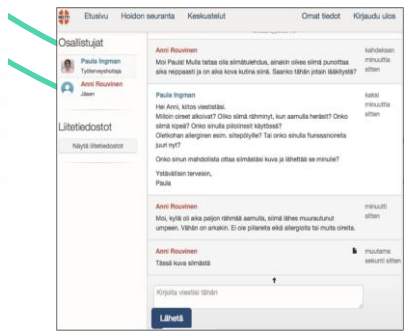 Etusivu Hoidon seuranta Keskustelut Omat tiedot Kirjaudu ulos
Osallistujat
Paula Ingman
Työterveyshoitaja
Anni Rouvinen
Jäsen
Liitetiedostot
Näytä liitetiedostot
Anni Rouvinen
Moi Paula! Mulla taitaa olla silmätulehdus, ainakin oikea silmä punoittaa
aika reippaasti ja on aika kova kutina siinä. Saanko tähän jotain lääkitystä?
kahdeksan
minuuttia
sitten
Paula Ingman
Hei Anni, kiitos viestistäsi.
Milloin oireet alkoivat? Oliko silmä rähminyt, kun aamulla heräsit? Onko
silmä kipeä? Onko sinulla piilolinssit käytössä?
Oletkohan allerginen esim. siitepölylle? Tai onko sinulla flunssanoireita
juuri nyt?
Onko sinun mahdollista ottaa silmästäsi kuva ja lähettää se minulle?
Ystävällisin terveisin,
Paula
kaksi
minuuttia
sitten
Anni Rouvinen
Moi, kyllä oli aika paljon rähmää aamulla, silmä lähes muurautunut
umpeen. Vähän on arkakin. Ei ole piilareita eikä allergioita tai muita oireita.
minuutti
sitten
Anni Rouvinen
Tässä kuva silmästä
muutama
sekunti sitten
Kirjoita viestisi tähän
Lähetä